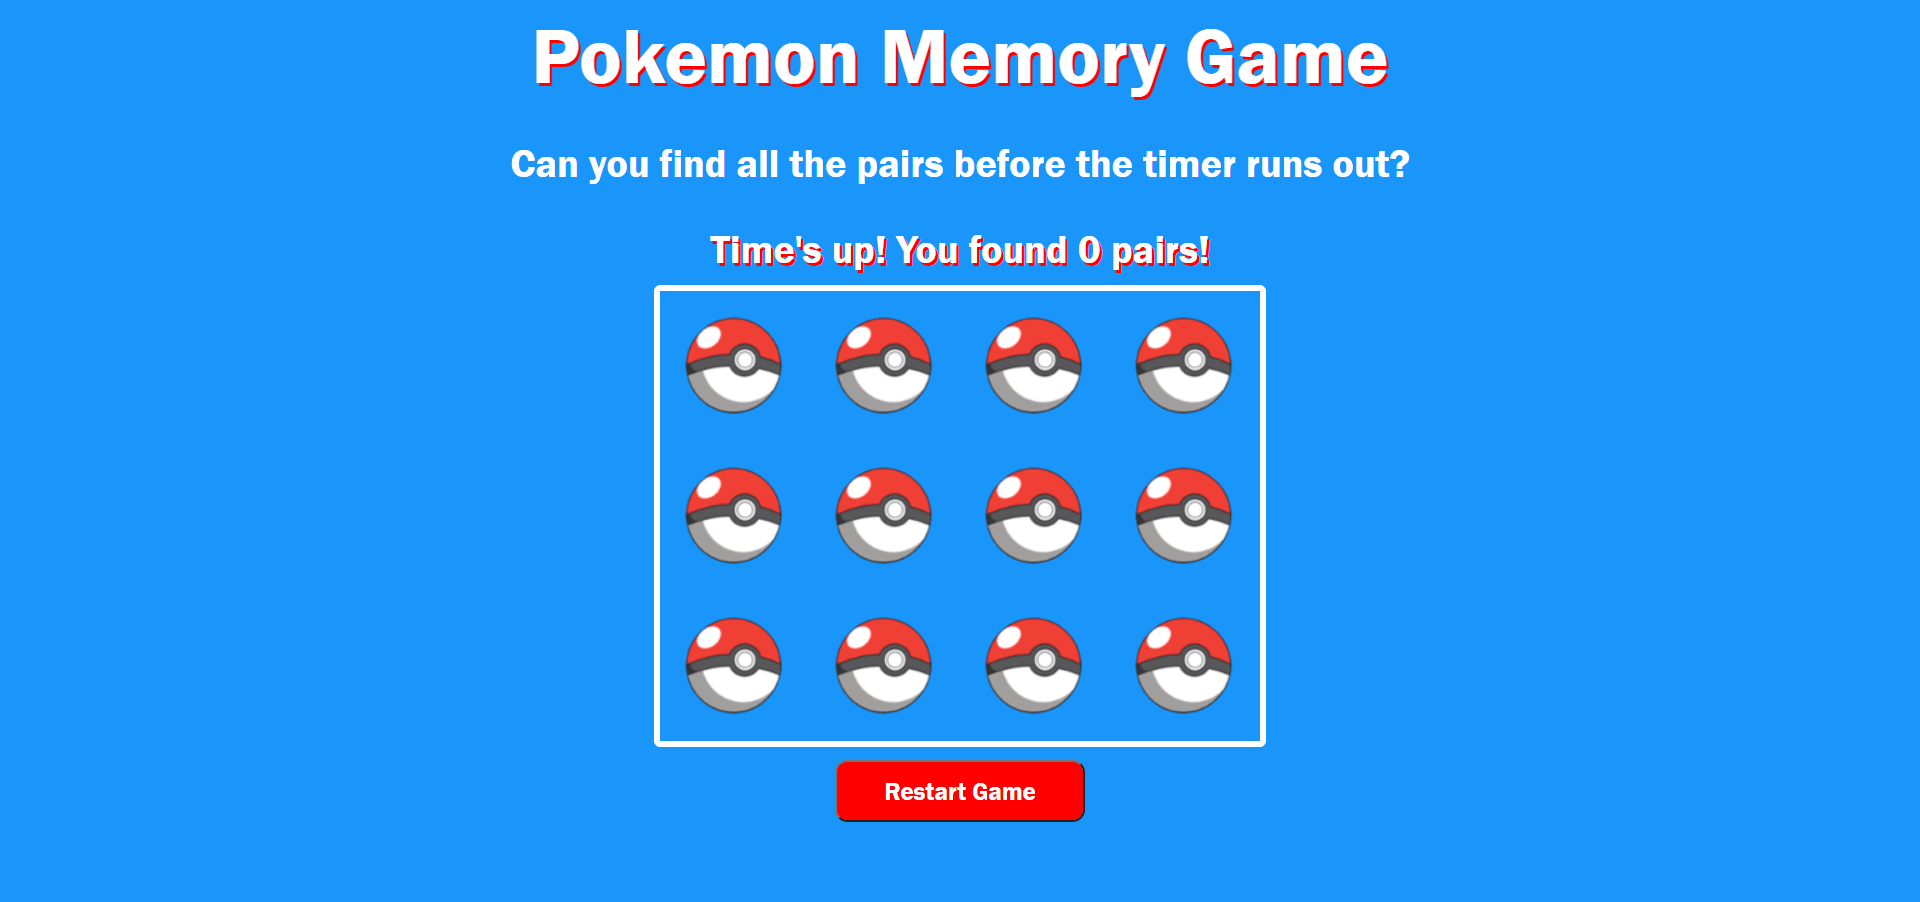 Pokemon Memory Game
Can you find all the pairs before the timer runs out?
Time's up! You found 0 pairs!
Restart Game